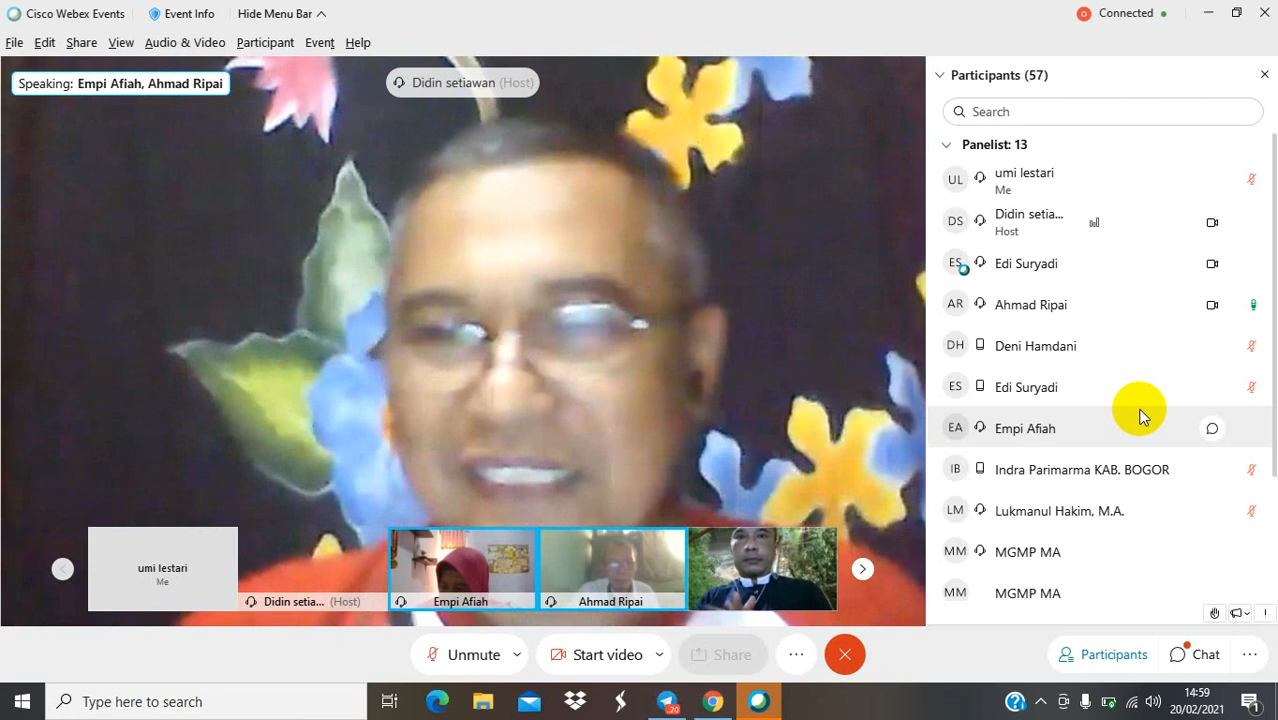 Cisco Webex Events
Event Info
Hide Menu Bar
Connected
File Edit Share View Audio & Video Participant Event Help
Speaking: Empi Afiah, Ahmad Ripai
Didin setiawan (Host)
umi lestari
Me
Didin setia... (Host)
Empi Afiah
Ahmad Ripai
Participants (57)
Search
Panelist: 13
UL umi lestari
Me
DS Didin setia...
Host
ES Edi Suryadi
AR Ahmad Ripai
DH Deni Hamdani
ES Edi Suryadi
EA Empi Afiah
IB Indra Parimarma KAB. BOGOR
LM Lukmanul Hakim, M.A.
MM MGMP MA
MM MGMP MA
Unmute
Start video
Share
Participants
Chat
Type here to search
20
14:59
20/02/2021
1